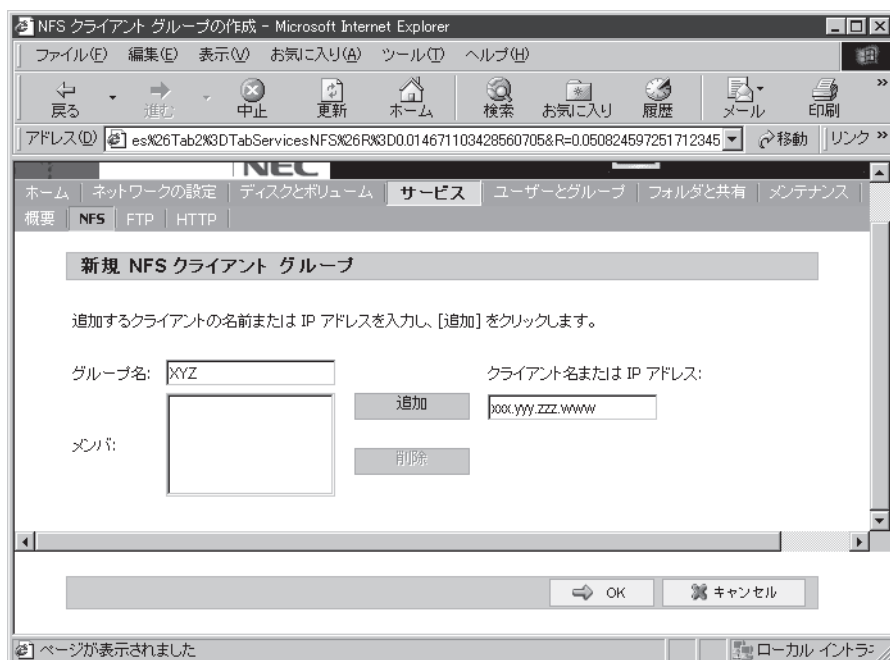 NFS クライアント グループの作成 - Microsoft Internet Explorer
ファイル(F) 編集(E) 表示(V) お気に入り(A) ツール(T) ヘルプ(H)
戻る 進む 中止 更新 ホーム 検索 お気に入り 履歴 メール 印刷 »
アドレス(D) es%26Tab2%3DTabServicesNFS%26R%3D0.014671103428560705&R=0.050824597251712345 移動 リンク »
NEC
ホーム ネットワークの設定 ディスクとボリューム サービス ユーザーとグループ フォルダと共有 メンテナンス
概要 NFS FTP HTTP
新規 NFS クライアント グループ
追加するクライアントの名前または IP アドレスを入力し、[追加] をクリックします。
グループ名: XYZ クライアント名または IP アドレス:
追加 xxx.yyy.zzz.www
メンバ:
削除
OK キャンセル
ページが表示されました ローカル イントラ